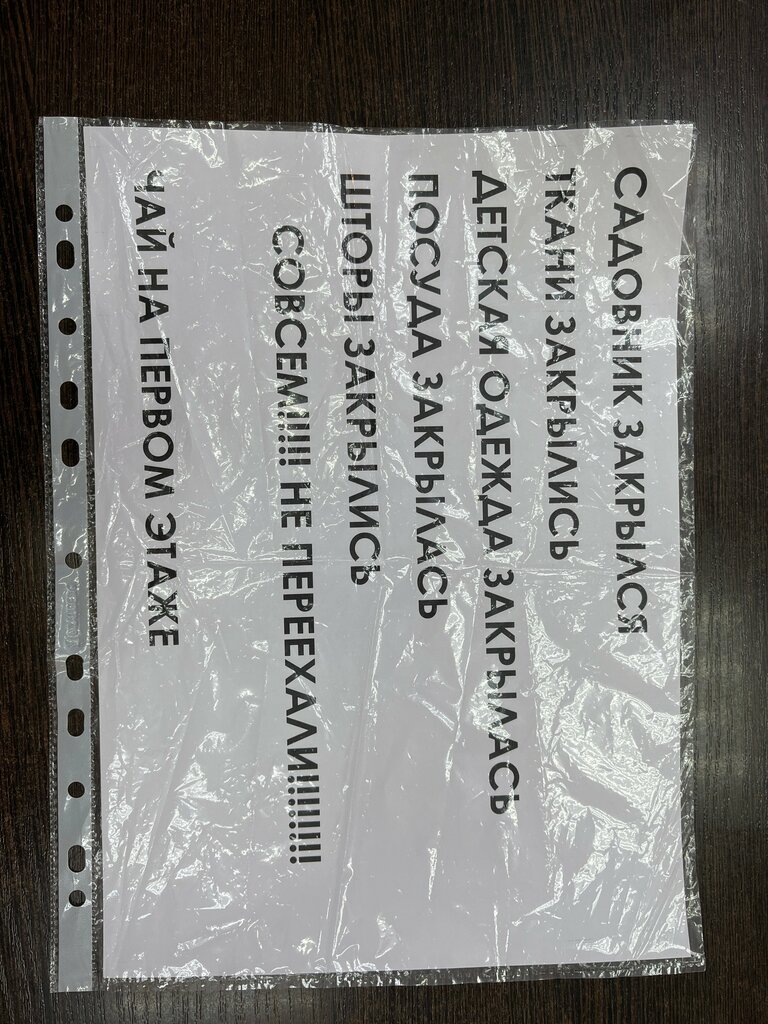 САДОВНИК ЗАКРЫЛСЯ
ТКАНИ ЗАКРЫЛИСЬ
ДЕТСКАЯ ОДЕЖДА ЗАКРЫЛАСЬ
ПОСУДА ЗАКРЫЛАСЬ
ШТОРЫ ЗАКРЫЛИСЬ
СОВСЕМ!!!!! НЕ ПЕРЕЕХАЛИ!!!!!!!!!
ЧАЙ НА ПЕРВОМ ЭТАЖЕ